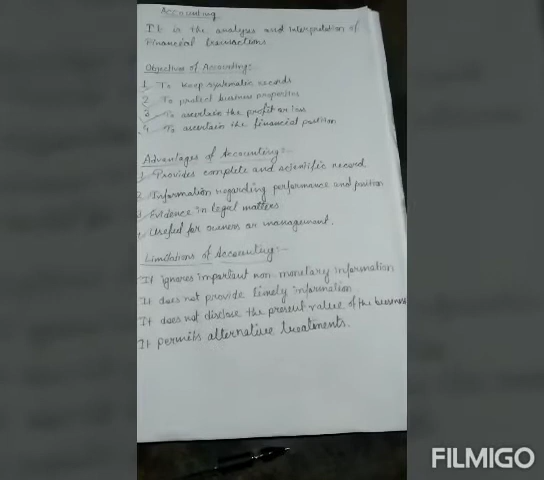 Accounting
It is the analysis and interpretation of
Financial transactions
Objectives of Accounting:-
1 To keep systematic records
2 To protect business properties
3 To ascertain the profit or loss
4 To ascertain the financial position
Advantages of Accounting:-
1 Provides complete and scientific record
2 Information regarding performance and position
3 Evidence in legal matters.
Useful for owners or management.
Limitations of Accounting:-
It ignores important non monetary information
It does not provide timely information
It does not disclose the present value of the business
It permits alternative treatments.
FILMIGO